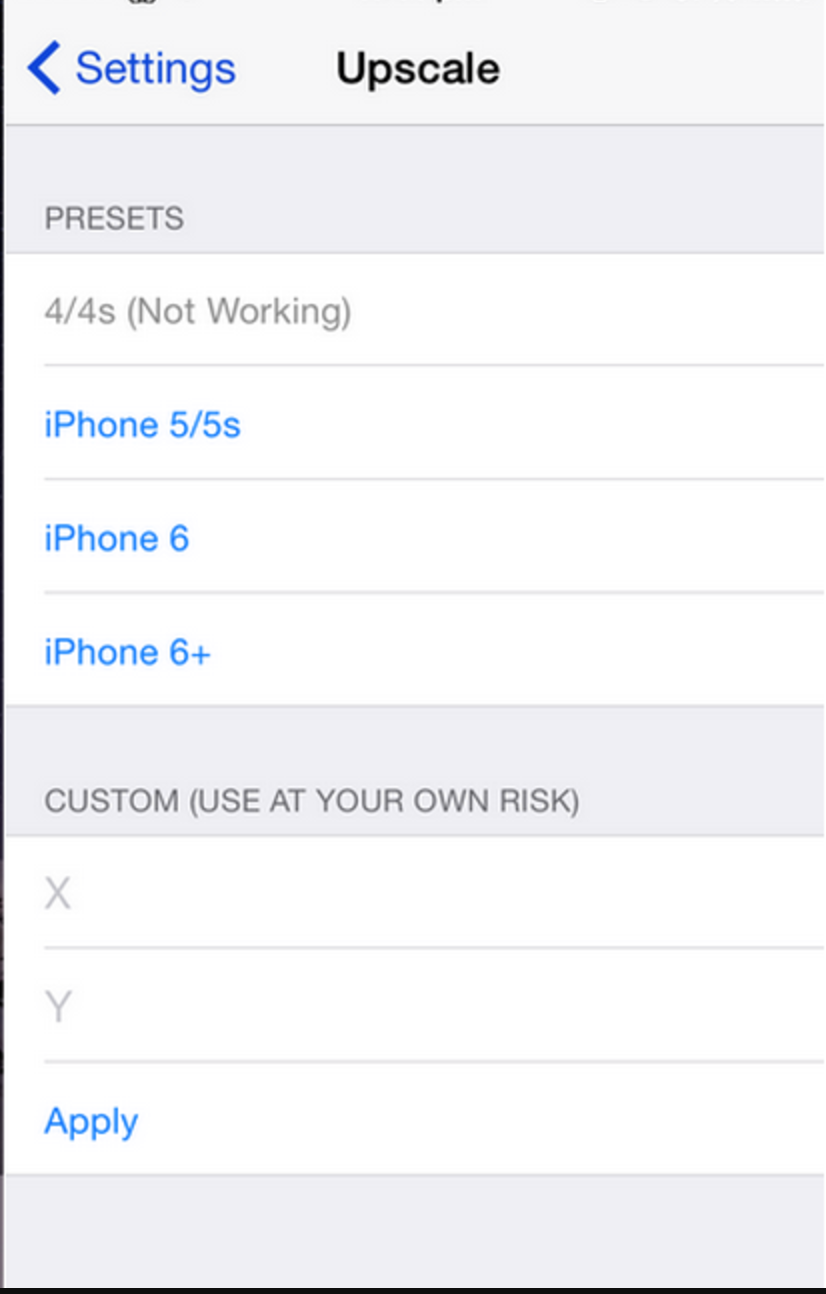 Settings
Upscale
PRESETS
4/4s (Not Working)
iPhone 5/5s
iPhone 6
iPhone 6+
CUSTOM (USE AT YOUR OWN RISK)
X
Y
Apply